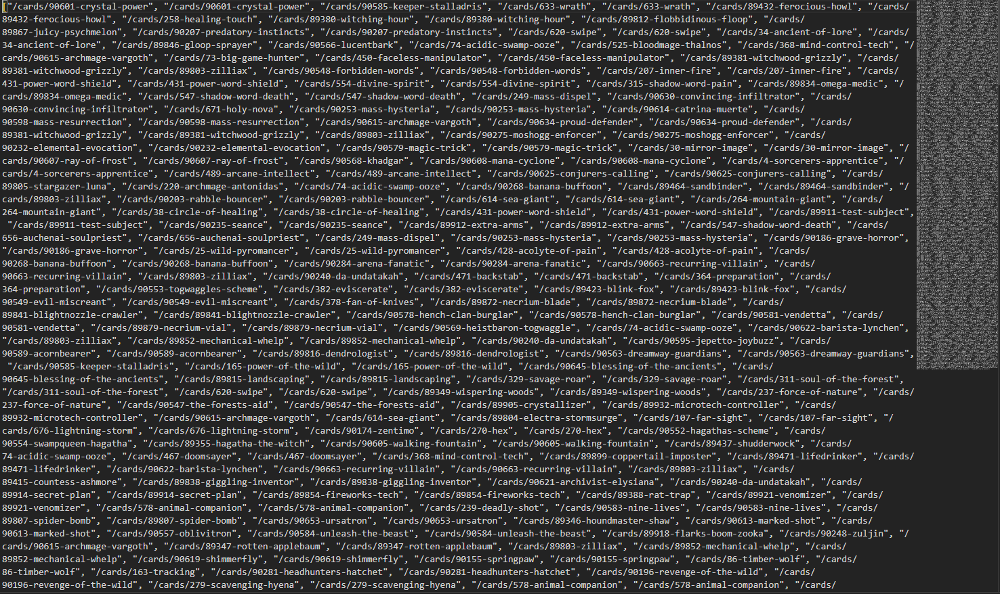 ["/cards/90601-crystal-power", "/cards/90601-crystal-power", "/cards/90585-keeper-stalladris", "/cards/633-wrath", "/cards/633-wrath", "/cards/89432-ferocious-howl", "/cards/
89432-ferocious-howl", "/cards/258-healing-touch", "/cards/89380-witching-hour", "/cards/89380-witching-hour", "/cards/89812-flobbidinous-floop", "/cards/
89867-juicy-psychmelon", "/cards/90207-predatory-instincts", "/cards/90207-predatory-instincts", "/cards/620-swipe", "/cards/620-swipe", "/cards/34-ancient-of-lore", "/cards/
34-ancient-of-lore", "/cards/89846-gloop-sprayer", "/cards/90566-lucentbark", "/cards/74-acidic-swamp-ooze", "/cards/525-bloodmage-thalnos", "/cards/368-mind-control-tech", "/
cards/90615-archmage-vargoth", "/cards/73-big-game-hunter", "/cards/450-faceless-manipulator", "/cards/450-faceless-manipulator", "/cards/89381-witchwood-grizzly", "/cards/
89381-witchwood-grizzly", "/cards/89803-zilliax", "/cards/90548-forbidden-words", "/cards/90548-forbidden-words", "/cards/207-inner-fire", "/cards/207-inner-fire", "/cards/
431-power-word-shield", "/cards/431-power-word-shield", "/cards/554-divine-spirit", "/cards/554-divine-spirit", "/cards/315-shadow-word-pain", "/cards/89834-omega-medic", "/
cards/89834-omega-medic", "/cards/547-shadow-word-death", "/cards/547-shadow-word-death", "/cards/249-mass-dispel", "/cards/90630-convincing-infiltrator", "/cards/
90630-convincing-infiltrator", "/cards/671-holy-nova", "/cards/90253-mass-hysteria", "/cards/90253-mass-hysteria", "/cards/90614-catrina-muerte", "/cards/
90598-mass-resurrection", "/cards/90598-mass-resurrection", "/cards/90615-archmage-vargoth", "/cards/90634-proud-defender", "/cards/90634-proud-defender", "/cards/
89381-witchwood-grizzly", "/cards/89381-witchwood-grizzly", "/cards/89803-zilliax", "/cards/90275-moshogg-enforcer", "/cards/90275-moshogg-enforcer", "/cards/
90232-elemental-evocation", "/cards/90232-elemental-evocation", "/cards/90579-magic-trick", "/cards/90579-magic-trick", "/cards/30-mirror-image", "/cards/30-mirror-image", "/
cards/90607-ray-of-frost", "/cards/90607-ray-of-frost", "/cards/90568-khadgar", "/cards/90608-mana-cyclone", "/cards/90608-mana-cyclone", "/cards/4-sorcerers-apprentice", "/
cards/4-sorcerers-apprentice", "/cards/489-arcane-intellect", "/cards/489-arcane-intellect", "/cards/90625-conjurers-calling", "/cards/90625-conjurers-calling", "/cards/
89805-stargazer-luna", "/cards/220-archmage-antonidas", "/cards/74-acidic-swamp-ooze", "/cards/90268-banana-buffoon", "/cards/89464-sandbinder", "/cards/89464-sandbinder", "/
cards/89803-zilliax", "/cards/90203-rabble-bouncer", "/cards/90203-rabble-bouncer", "/cards/614-sea-giant", "/cards/614-sea-giant", "/cards/264-mountain-giant", "/cards/
264-mountain-giant", "/cards/38-circle-of-healing", "/cards/38-circle-of-healing", "/cards/431-power-word-shield", "/cards/431-power-word-shield", "/cards/89911-test-subject",
"/cards/89911-test-subject", "/cards/90235-seance", "/cards/90235-seance", "/cards/89912-extra-arms", "/cards/89912-extra-arms", "/cards/547-shadow-word-death", "/cards/
656-auchenai-soulpriest", "/cards/656-auchenai-soulpriest", "/cards/249-mass-dispel", "/cards/90253-mass-hysteria", "/cards/90253-mass-hysteria", "/cards/90186-grave-horror",
"/cards/90186-grave-horror", "/cards/25-wild-pyromancer", "/cards/25-wild-pyromancer", "/cards/428-acolyte-of-pain", "/cards/428-acolyte-of-pain", "/cards/
90268-banana-buffoon", "/cards/90268-banana-buffoon", "/cards/90284-arena-fanatic", "/cards/90284-arena-fanatic", "/cards/90663-recurring-villain", "/cards/
90663-recurring-villain", "/cards/89803-zilliax", "/cards/90240-da-undatakah", "/cards/471-backstab", "/cards/471-backstab", "/cards/364-preparation", "/cards/
364-preparation", "/cards/90553-togwaggles-scheme", "/cards/382-eviscerate", "/cards/382-eviscerate", "/cards/89423-blink-fox", "/cards/89423-blink-fox", "/cards/
90549-evil-miscreant", "/cards/90549-evil-miscreant", "/cards/378-fan-of-knives", "/cards/89872-necrium-blade", "/cards/89872-necrium-blade", "/cards/
89841-blightnozzle-crawler", "/cards/89841-blightnozzle-crawler", "/cards/90578-hench-clan-burglar", "/cards/90578-hench-clan-burglar", "/cards/90581-vendetta", "/cards/
90581-vendetta", "/cards/89879-necrium-vial", "/cards/89879-necrium-vial", "/cards/90569-heistbaron-togwaggle", "/cards/74-acidic-swamp-ooze", "/cards/90622-barista-lynchen",
"/cards/89803-zilliax", "/cards/89852-mechanical-whelp", "/cards/89852-mechanical-whelp", "/cards/90240-da-undatakah", "/cards/90595-jepetto-joybuzz", "/cards/
90589-acornbearer", "/cards/90589-acornbearer", "/cards/89816-dendrologist", "/cards/89816-dendrologist", "/cards/90563-dreamway-guardians", "/cards/90563-dreamway-guardians",
"/cards/90585-keeper-stalladris", "/cards/165-power-of-the-wild", "/cards/165-power-of-the-wild", "/cards/90645-blessing-of-the-ancients", "/cards/
90645-blessing-of-the-ancients", "/cards/89815-landscaping", "/cards/89815-landscaping", "/cards/329-savage-roar", "/cards/329-savage-roar", "/cards/311-soul-of-the-forest",
"/cards/311-soul-of-the-forest", "/cards/620-swipe", "/cards/620-swipe", "/cards/89349-wispering-woods", "/cards/89349-wispering-woods", "/cards/237-force-of-nature", "/cards/
237-force-of-nature", "/cards/90547-the-forests-aid", "/cards/90547-the-forests-aid", "/cards/89905-crystallizer", "/cards/89932-microtech-controller", "/cards/
89932-microtech-controller", "/cards/90615-archmage-vargoth", "/cards/614-sea-giant", "/cards/89804-electra-stormsurge", "/cards/107-far-sight", "/cards/107-far-sight", "/
cards/676-lightning-storm", "/cards/676-lightning-storm", "/cards/90174-zentimo", "/cards/270-hex", "/cards/270-hex", "/cards/90552-hagathas-scheme", "/cards/
90554-swampqueen-hagatha", "/cards/89355-hagatha-the-witch", "/cards/90605-walking-fountain", "/cards/90605-walking-fountain", "/cards/89437-shudderwock", "/cards/
74-acidic-swamp-ooze", "/cards/467-doomsayer", "/cards/467-doomsayer", "/cards/368-mind-control-tech", "/cards/89899-coppertail-imposter", "/cards/89471-lifedrinker", "/cards/
89471-lifedrinker", "/cards/90622-barista-lynchen", "/cards/90663-recurring-villain", "/cards/90663-recurring-villain", "/cards/89803-zilliax", "/cards/
89415-countess-ashmore", "/cards/89838-giggling-inventor", "/cards/89838-giggling-inventor", "/cards/90621-archivist-elysiana", "/cards/90240-da-undatakah", "/cards/
89914-secret-plan", "/cards/89914-secret-plan", "/cards/89854-fireworks-tech", "/cards/89854-fireworks-tech", "/cards/89388-rat-trap", "/cards/89921-venomizer", "/cards/
89921-venomizer", "/cards/578-animal-companion", "/cards/578-animal-companion", "/cards/239-deadly-shot", "/cards/90583-nine-lives", "/cards/90583-nine-lives", "/cards/
89807-spider-bomb", "/cards/89807-spider-bomb", "/cards/90653-ursatron", "/cards/90653-ursatron", "/cards/89346-houndmaster-shaw", "/cards/90613-marked-shot", "/cards/
90613-marked-shot", "/cards/90557-oblivitron", "/cards/90584-unleash-the-beast", "/cards/90584-unleash-the-beast", "/cards/89918-flarks-boom-zooka", "/cards/90248-zuljin", "/
cards/90615-archmage-vargoth", "/cards/89347-rotten-applebaum", "/cards/89347-rotten-applebaum", "/cards/89803-zilliax", "/cards/89852-mechanical-whelp", "/cards/
89852-mechanical-whelp", "/cards/90619-shimmerfly", "/cards/90619-shimmerfly", "/cards/90155-springpaw", "/cards/90155-springpaw", "/cards/86-timber-wolf", "/cards/
86-timber-wolf", "/cards/163-tracking", "/cards/90281-headhunters-hatchet", "/cards/90281-headhunters-hatchet", "/cards/90196-revenge-of-the-wild", "/cards/
90196-revenge-of-the-wild", "/cards/279-scavenging-hyena", "/cards/279-scavenging-hyena", "/cards/578-animal-companion", "/cards/578-animal-companion", "/cards/